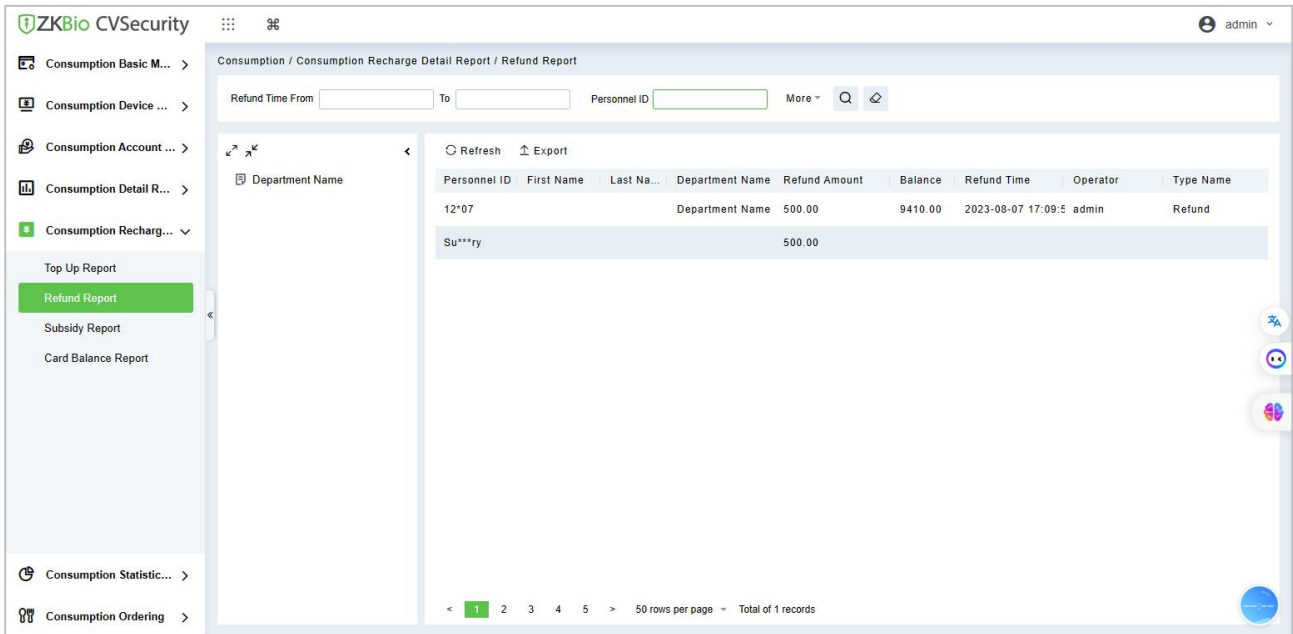 ZKBio CVSecurity
admin
Consumption Basic M...
Consumption Device ...
Consumption Account ...
Consumption Detail R...
Consumption Recharg...
Top Up Report
Refund Report
Subsidy Report
Card Balance Report
Consumption Statistic...
Consumption Ordering
Consumption / Consumption Recharge Detail Report / Refund Report
Refund Time From To Personnel ID More
Department Name
Refresh Export
Personnel ID First Name Last Na... Department Name Refund Amount Balance Refund Time Operator Type Name
12*07 Department Name 500.00 9410.00 2023-08-07 17:09:5 admin Refund
Su***ry 500.00
< 1 2 3 4 5 > 50 rows per page Total of 1 records